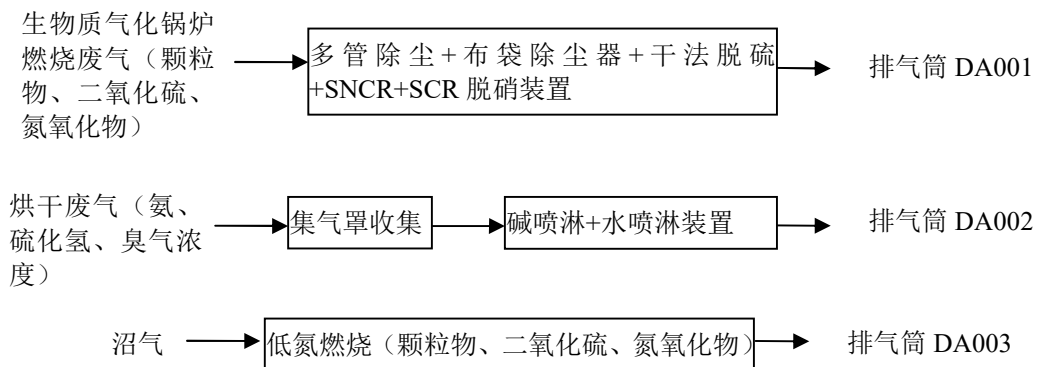 生物质气化锅炉
燃烧废气（颗粒
物、二氧化硫、
氮氧化物）
多管除尘+布袋除尘器+干法脱硫
+SNCR+SCR 脱硝装置
排气筒 DA001
烘干废气（氨、
硫化氢、臭气浓
度）
集气罩收集
碱喷淋+水喷淋装置
排气筒 DA002
沼气
低氮燃烧（颗粒物、二氧化硫、氮氧化物）
排气筒 DA003